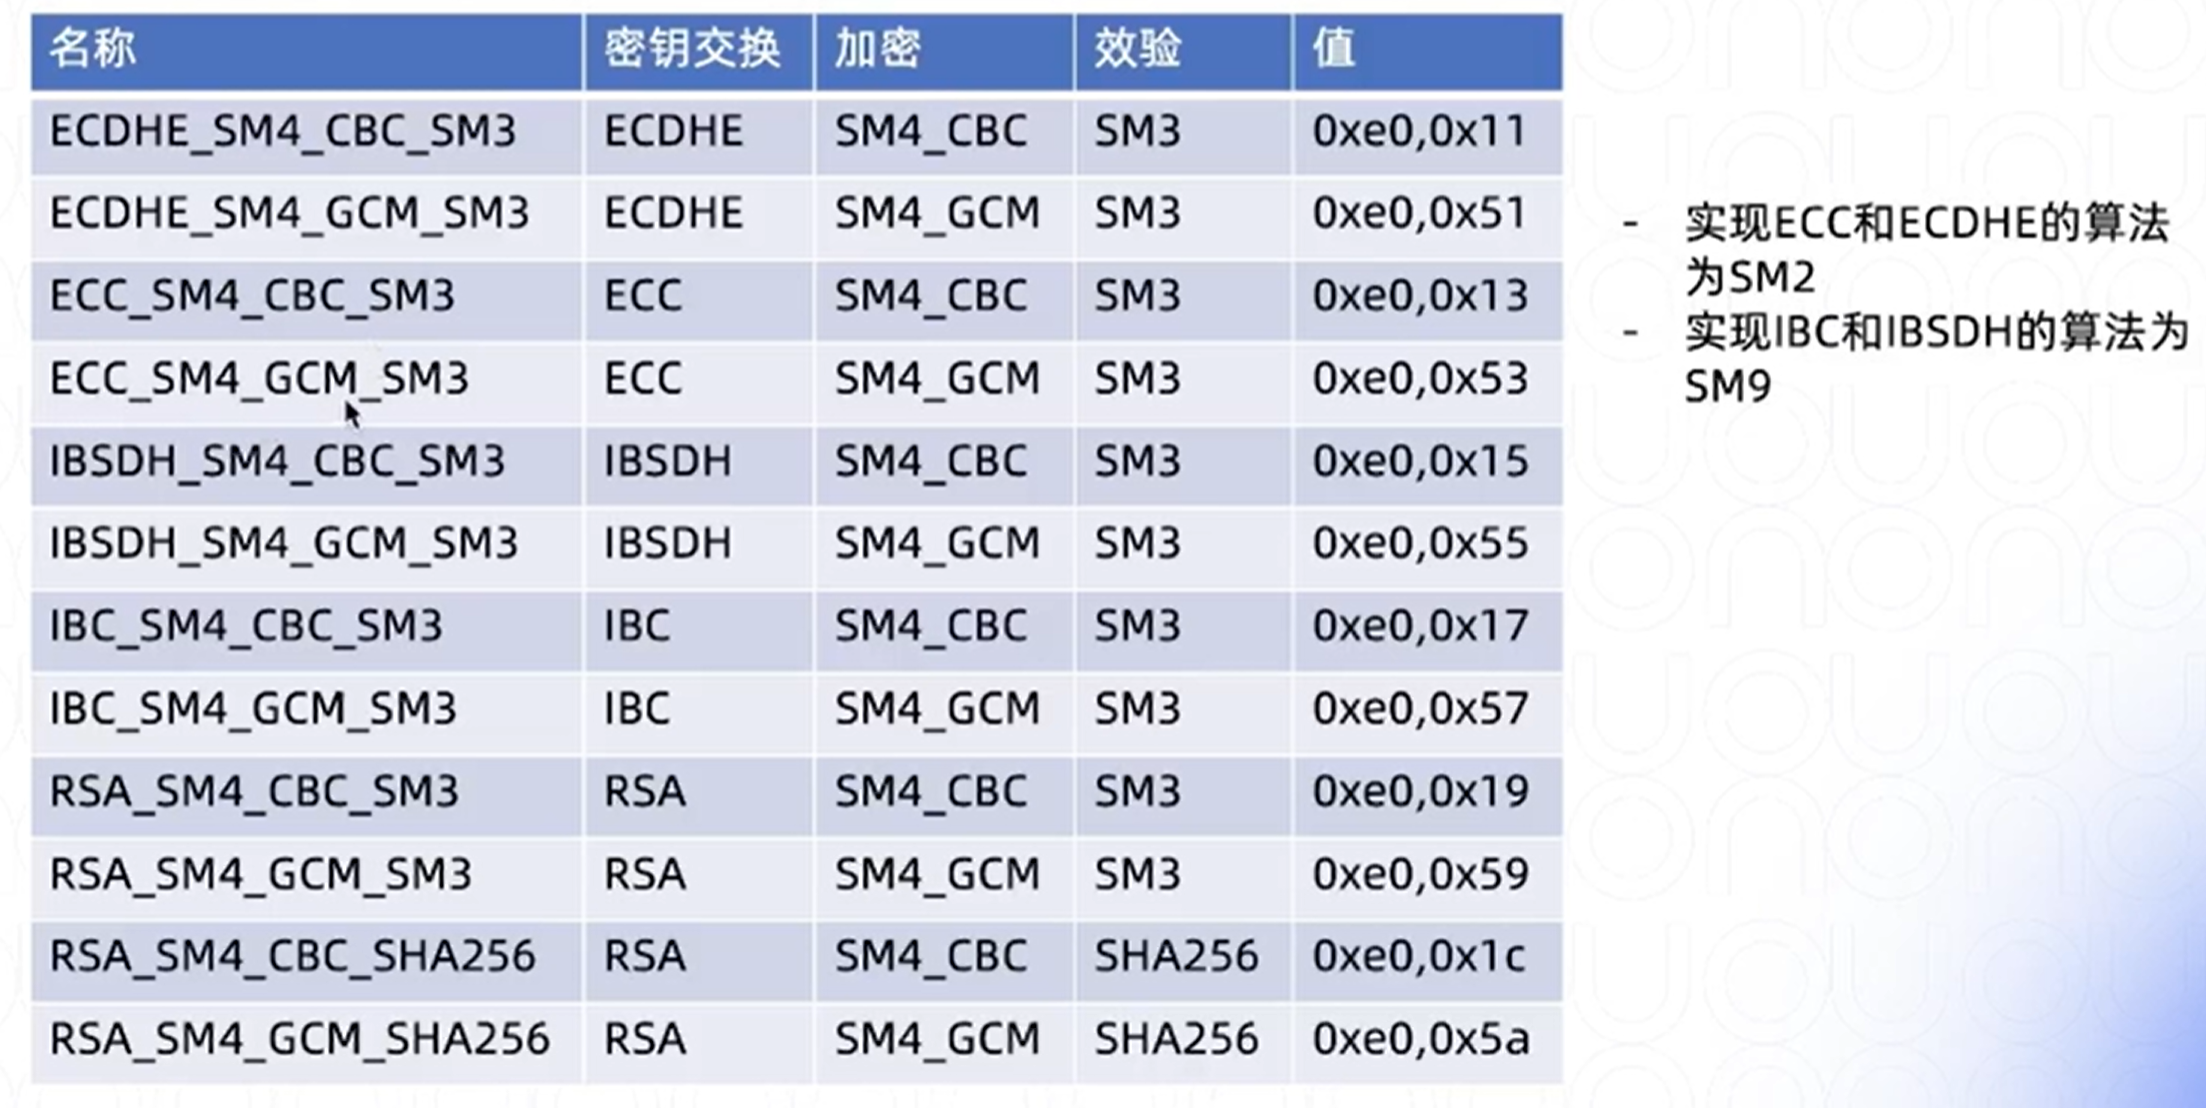 名称 密钥交换 加密 效验 值
ECDHE_SM4_CBC_SM3 ECDHE SM4_CBC SM3 0xe0,0x11
ECDHE_SM4_GCM_SM3 ECDHE SM4_GCM SM3 0xe0,0x51
ECC_SM4_CBC_SM3 ECC SM4_CBC SM3 0xe0,0x13
ECC_SM4_GCM_SM3 ECC SM4_GCM SM3 0xe0,0x53
IBSDH_SM4_CBC_SM3 IBSDH SM4_CBC SM3 0xe0,0x15
IBSDH_SM4_GCM_SM3 IBSDH SM4_GCM SM3 0xe0,0x55
IBC_SM4_CBC_SM3 IBC SM4_CBC SM3 0xe0,0x17
IBC_SM4_GCM_SM3 IBC SM4_GCM SM3 0xe0,0x57
RSA_SM4_CBC_SM3 RSA SM4_CBC SM3 0xe0,0x19
RSA_SM4_GCM_SM3 RSA SM4_GCM SM3 0xe0,0x59
RSA_SM4_CBC_SHA256 RSA SM4_CBC SHA256 0xe0,0x1c
RSA_SM4_GCM_SHA256 RSA SM4_GCM SHA256 0xe0,0x5a
- 实现ECC和ECDHE的算法
为SM2
- 实现IBC和IBSDH的算法为
SM9